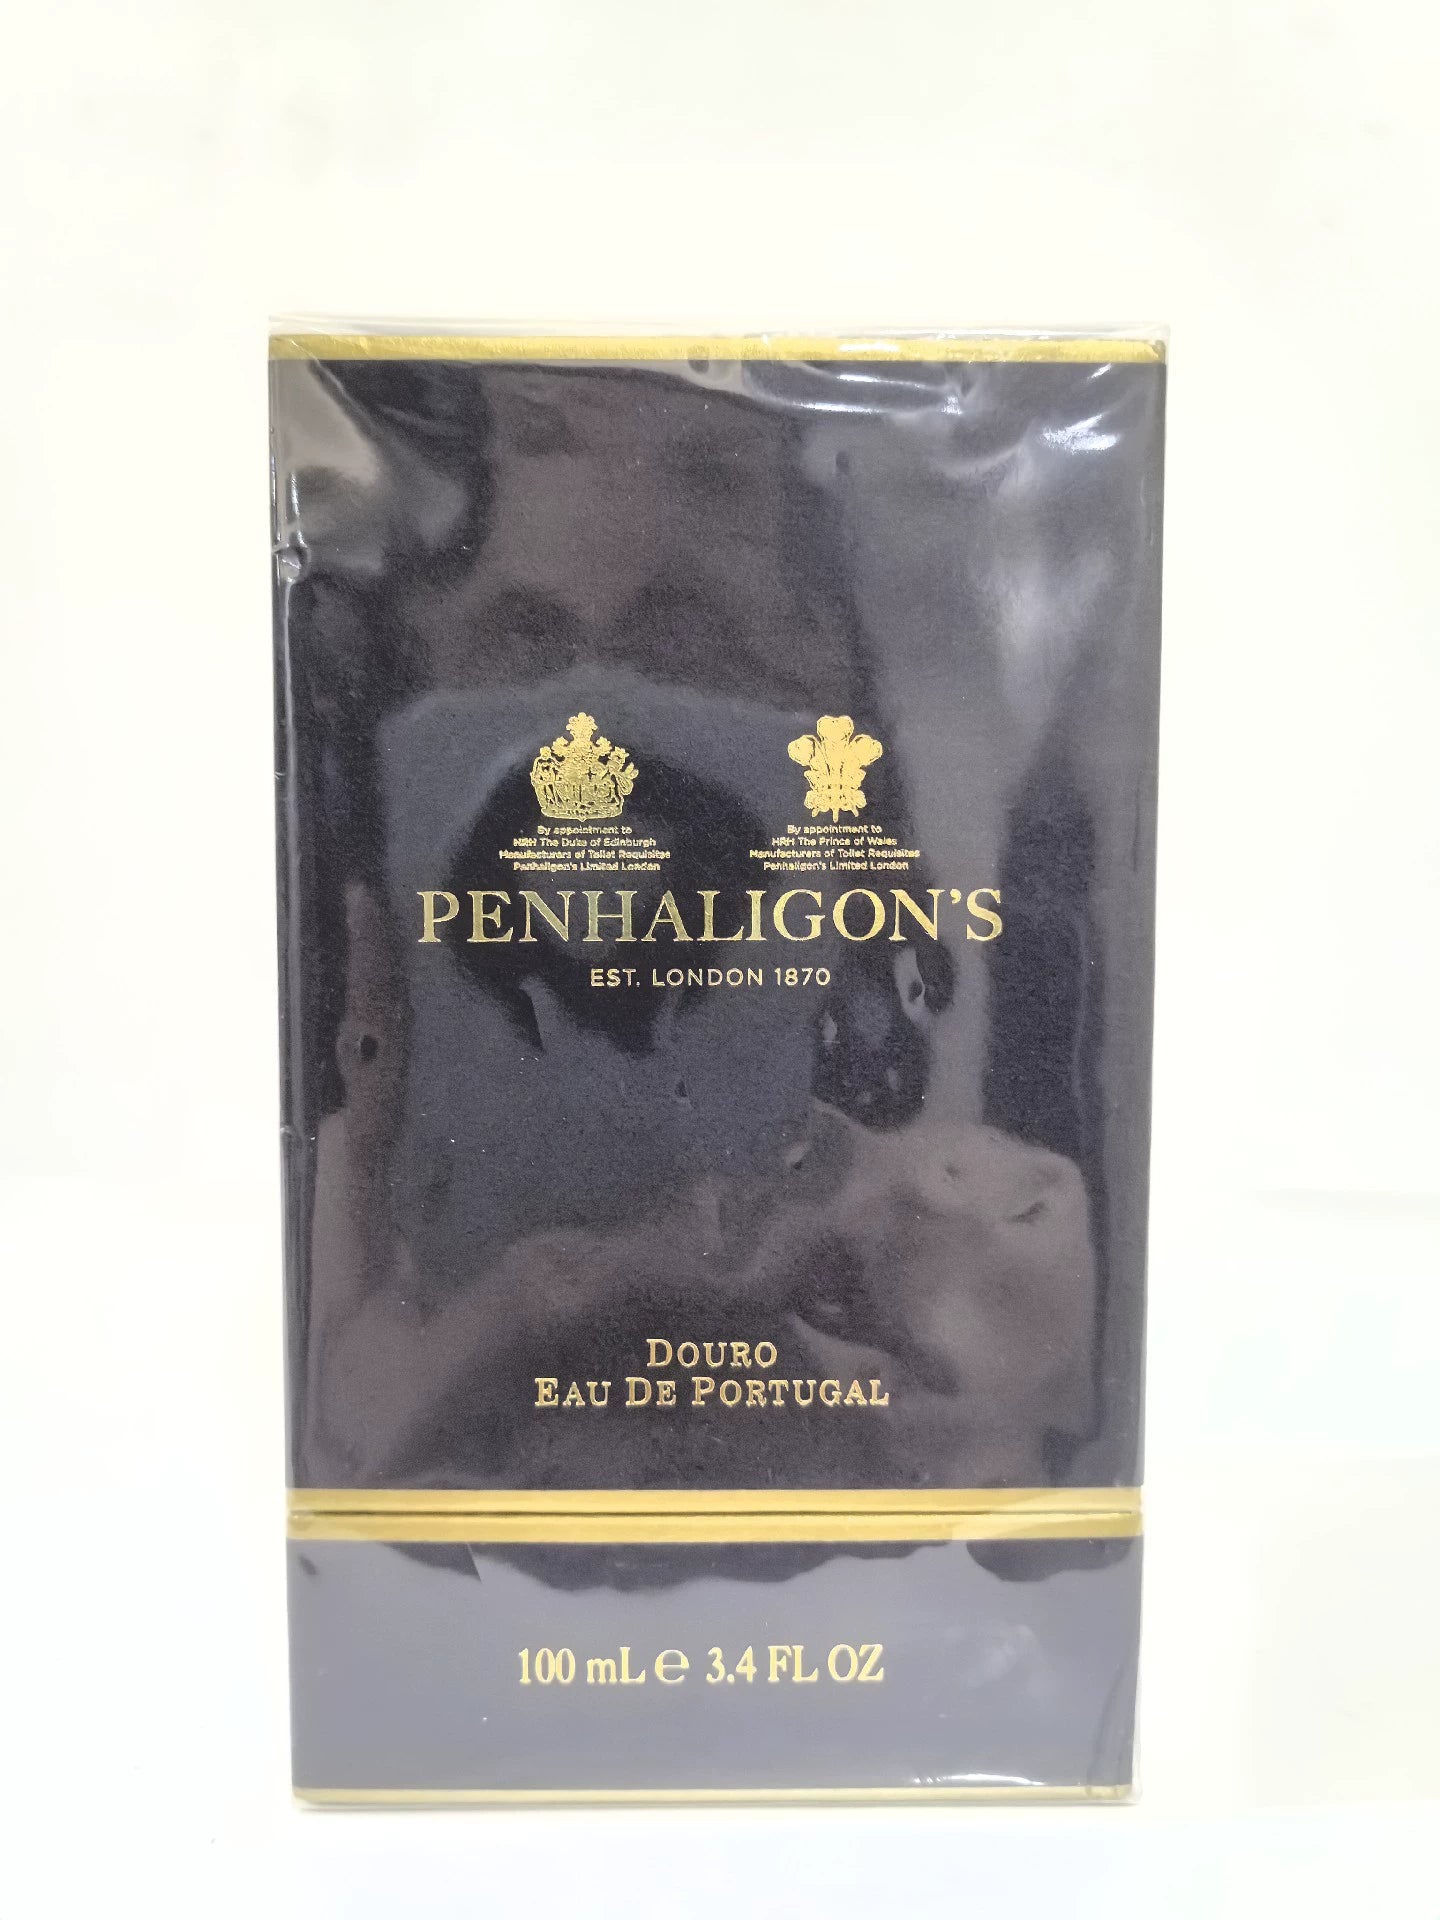 By appointment to
HRH The Duke of Edinburgh
Manufacturers of Toilet Requisites
Penhaligon's Limited London
By appointment to
HRH The Prince of Wales
Manufacturers of Toilet Requisites
Penhaligon's Limited London
PENHALIGON'S
EST. LONDON 1870
DOURO
EAU DE PORTUGAL
100 mL ℮ 3.4 FL OZ